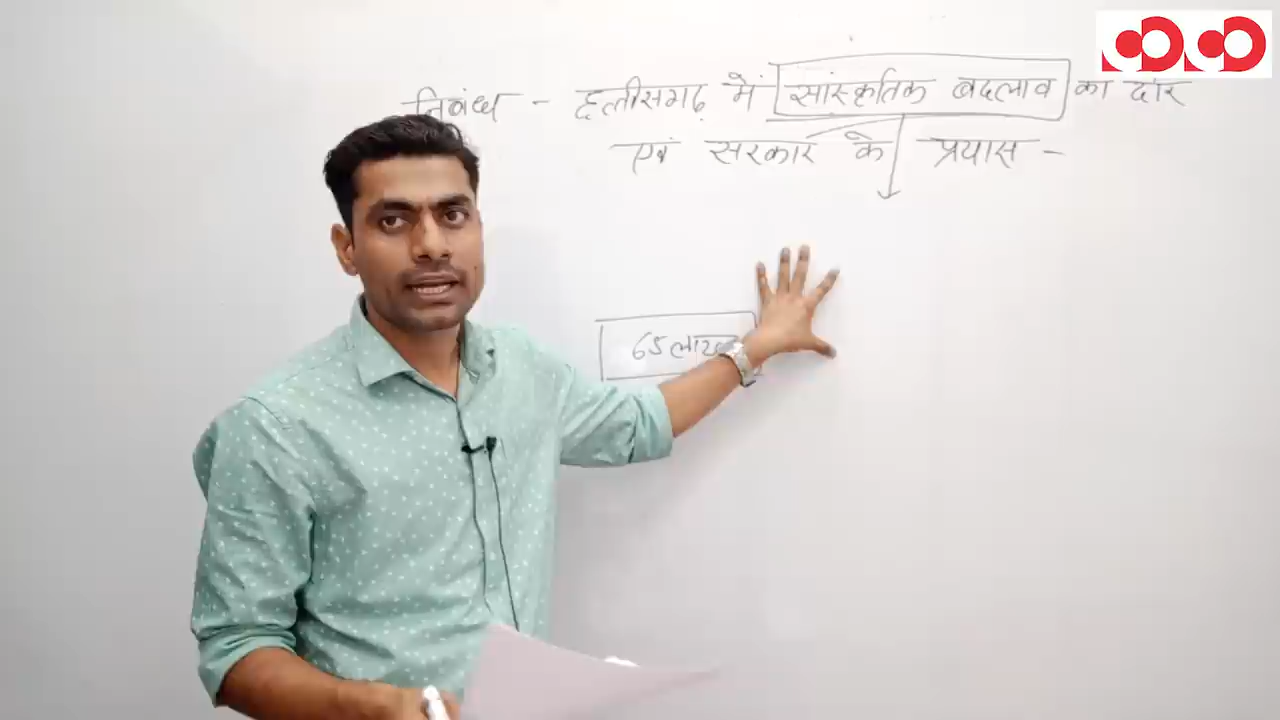 निबंध - छत्तीसगढ़ में सांस्कृतिक बदलाव का दौर
एवं सरकार के प्रयास -
65 लाख